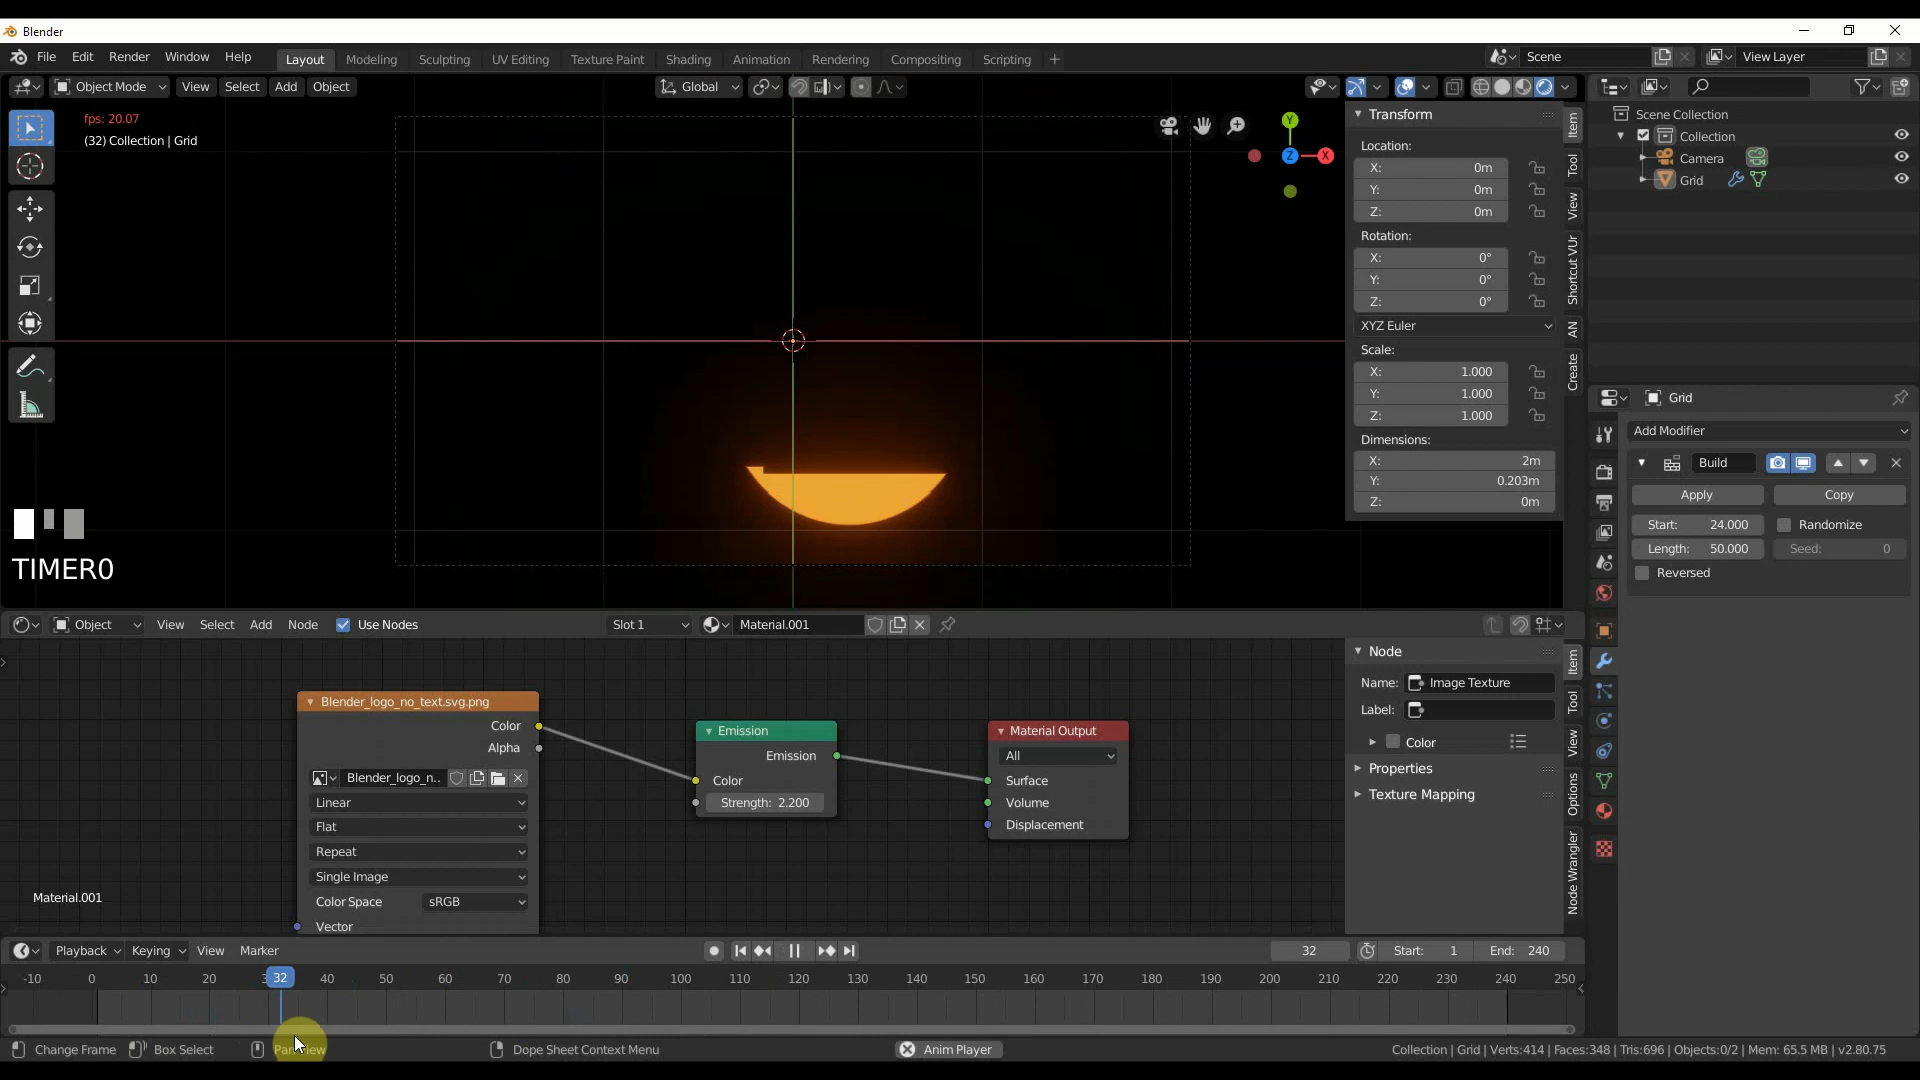 Blender
File Edit Render Window Help Layout Modeling Sculpting UV Editing Texture Paint Shading Animation Rendering Compositing Scripting + Scene View Layer
Object Mode View Select Add Object Global
fps: 20.07
(32) Collection | Grid
Y
Z
X
TIMER0
Transform
Location:
X: 0m
Y: 0m
Z: 0m
Rotation:
X: 0°
Y: 0°
Z: 0°
XYZ Euler
Scale:
X: 1.000
Y: 1.000
Z: 1.000
Dimensions:
X: 2m
Y: 0.203m
Z: 0m
Item
Tool
View
Shortcut VUr
AN
Create
Scene Collection
Collection
Camera
Grid
Grid
Add Modifier
Build
Apply Copy
Start: 24.000 Randomize
Length: 50.000 Seed: 0
Reversed
Object View Select Add Node Use Nodes Slot 1 Material.001
Blender_logo_no_text.svg.png
Color
Alpha
Blender_logo_n..
Linear
Flat
Repeat
Single Image
Color Space sRGB
Vector
Emission
Emission
Color
Strength: 2.200
Material Output
All
Surface
Volume
Displacement
Material.001
Node
Name: Image Texture
Label:
Color
Properties
Texture Mapping
Item
Tool
View
Options
Node Wrangler
Playback Keying View Marker 32 Start: 1 End: 240
-10 0 10 20 32 40 50 60 70 80 90 100 110 120 130 140 150 160 170 180 190 200 210 220 230 240 250
Change Frame Box Select Pan View Dope Sheet Context Menu Anim Player Collection | Grid | Verts:414 | Faces:348 | Tris:696 | Objects:0/2 | Mem: 65.5 MB | v2.80.75